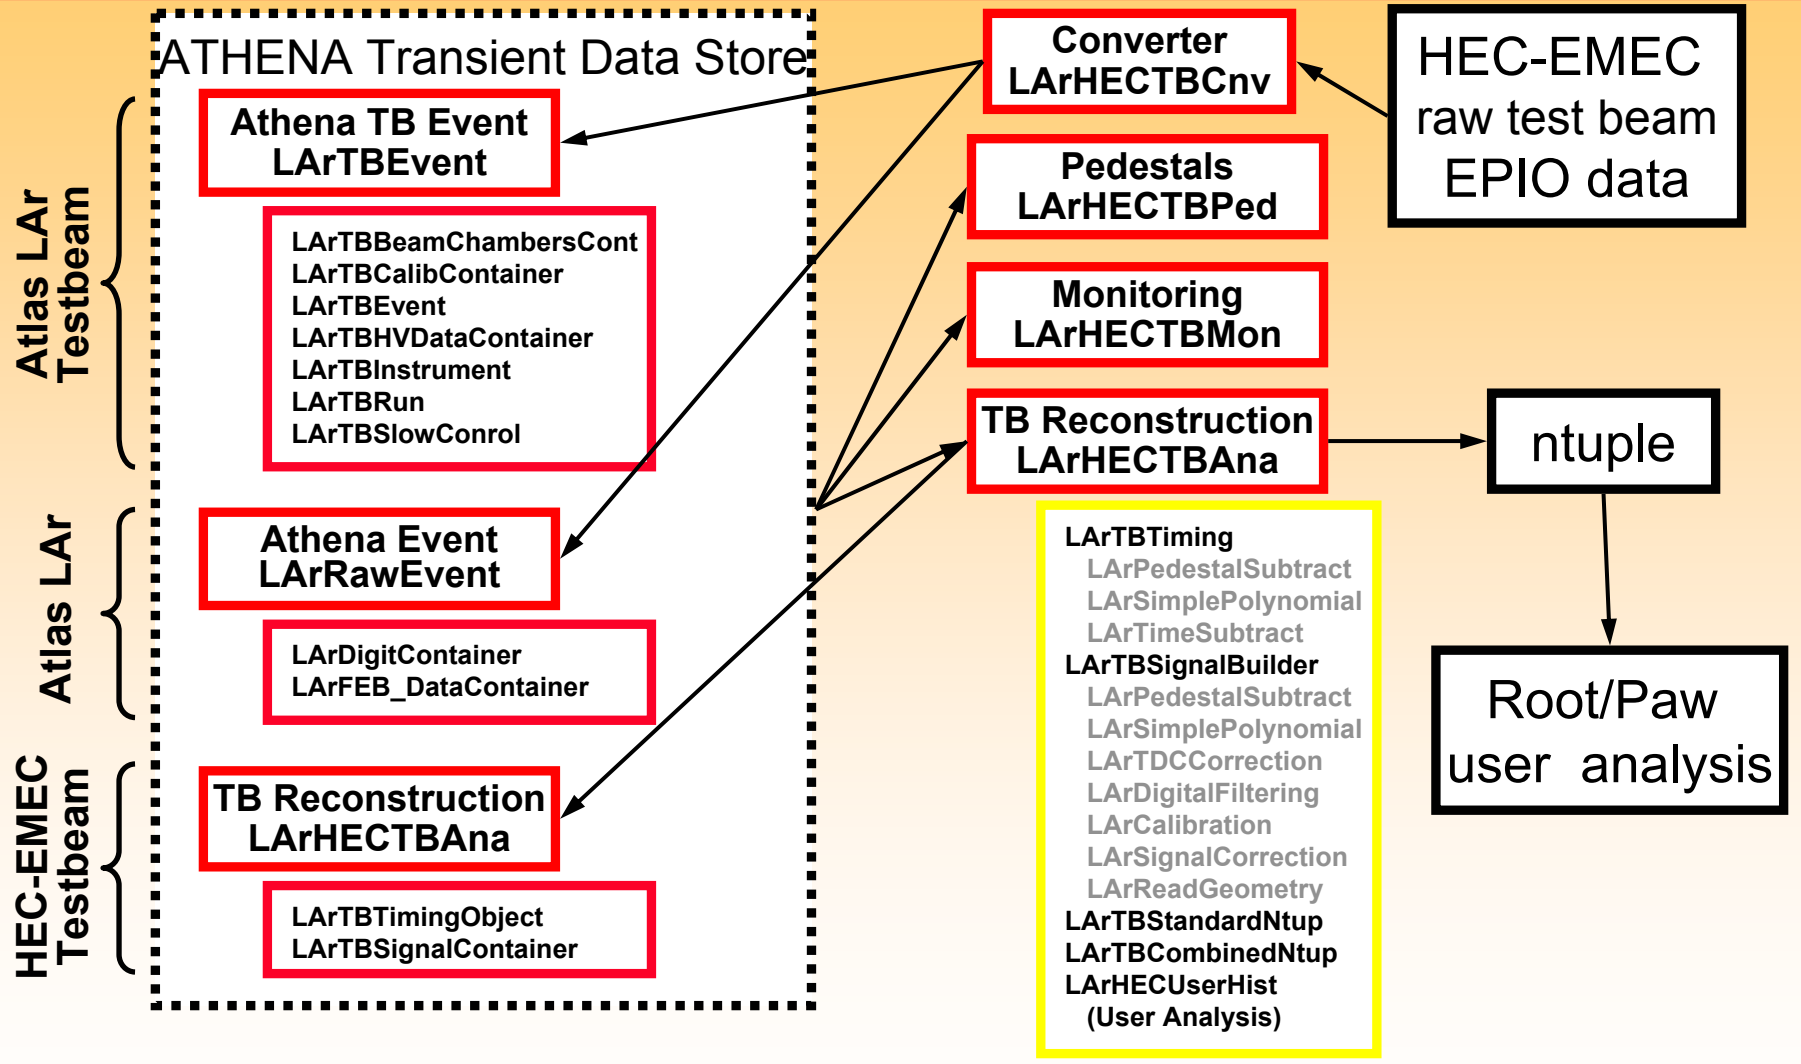 ATHENA Transient Data Store
Atlas LAr
Testbeam
Athena TB Event
LArTBEvent
LArTBBeamChambersCont
LArTBCalibContainer
LArTBEvent
LArTBHVDataContainer
LArTBInstrument
LArTBRun
LArTBSlowConrol
Atlas LAr
Athena Event
LArRawEvent
LArDigitContainer
LArFEB_DataContainer
HEC-EMEC
Testbeam
TB Reconstruction
LArHECTBAna
LArTBTimingObject
LArTBSignalContainer
Converter
LArHECTBCnv
Pedestals
LArHECTBPed
Monitoring
LArHECTBMon
TB Reconstruction
LArHECTBAna
LArTBTiming
LArPedestalSubtract
LArSimplePolynomial
LArTimeSubtract
LArTBSignalBuilder
LArPedestalSubtract
LArSimplePolynomial
LArTDCCorrection
LArDigitalFiltering
LArCalibration
LArSignalCorrection
LArReadGeometry
LArTBStandardNtup
LArTBCombinedNtup
LArHECUserHist
(User Analysis)
HEC-EMEC
raw test beam
EPIO data
ntuple
Root/Paw
user analysis